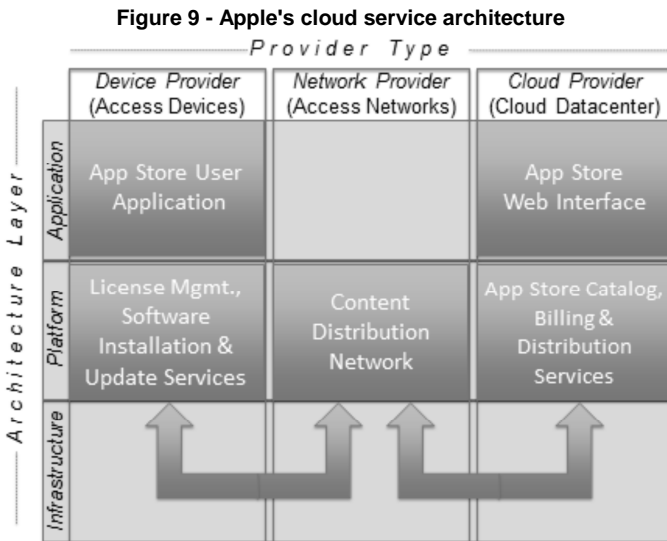 Figure 9 - Apple's cloud service architecture
Provider Type
Device Provider
(Access Devices)
Network Provider
(Access Networks)
Cloud Provider
(Cloud Datacenter)
Architecture Layer
Application
App Store User
Application
App Store
Web Interface
Platform
License Mgmt.,
Software
Installation &
Update Services
Content
Distribution
Network
App Store Catalog,
Billing &
Distribution
Services
Infrastructure